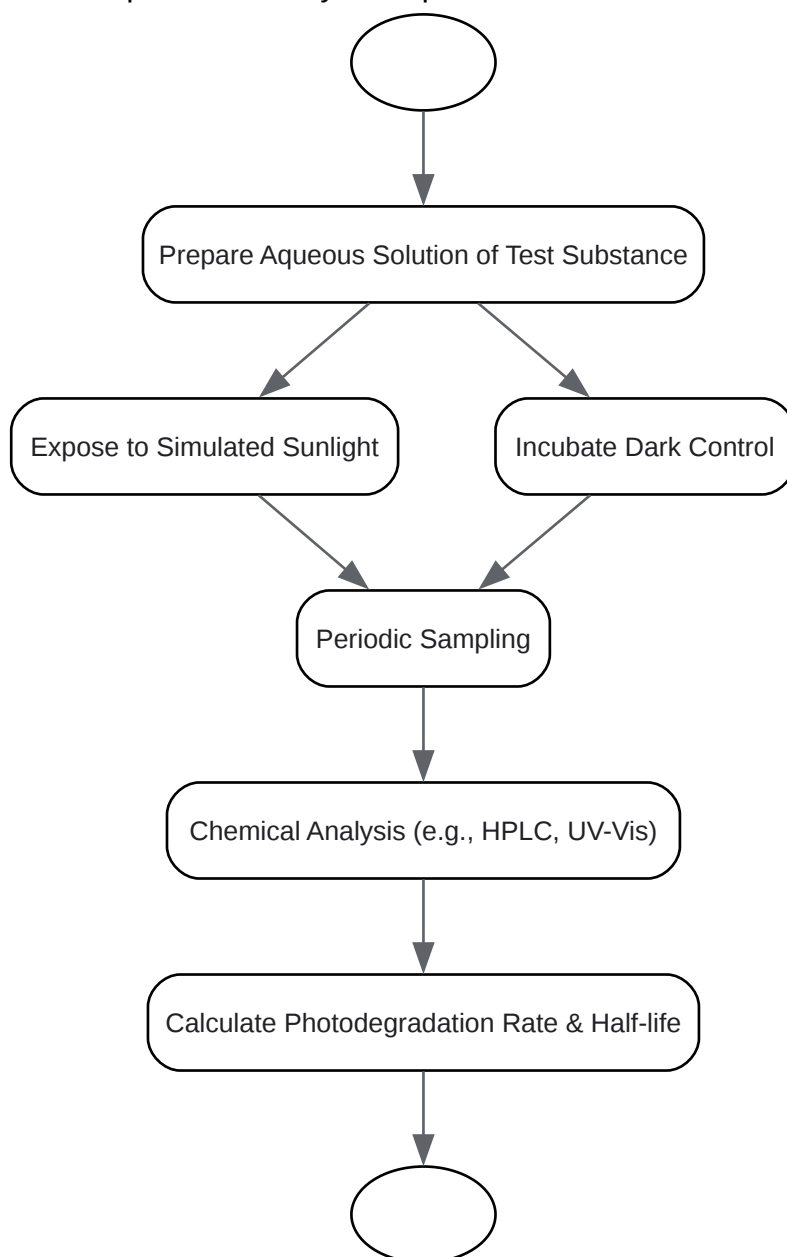 Prepare Aqueous Solution of Test Substance
Expose to Simulated Sunlight
Incubate Dark Control
Periodic Sampling
Chemical Analysis (e.g., HPLC, UV-Vis)
Calculate Photodegradation Rate & Half-life